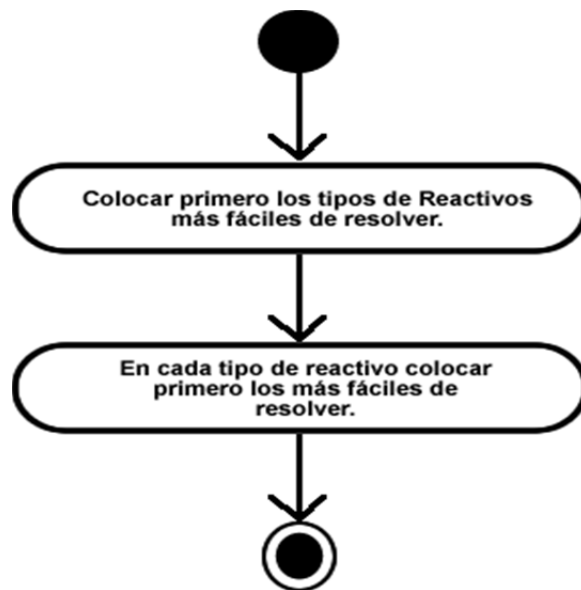 Colocar primero los tipos de Reactivos
más fáciles de resolver.
En cada tipo de reactivo colocar
primero los más fáciles de
resolver.